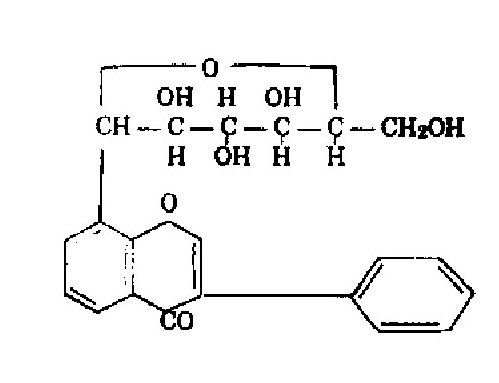 O
OH H OH
CH C C C C CH₂OH
H OH H H
O
CO